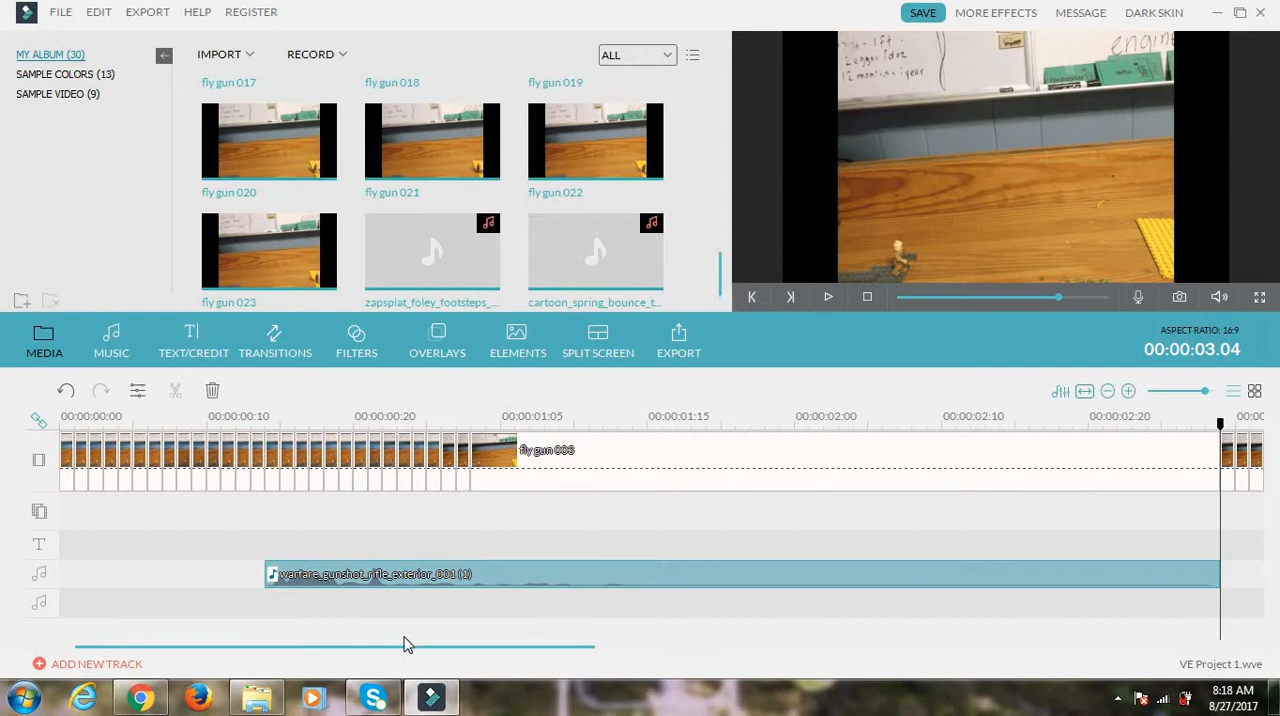 FILE EDIT EXPORT HELP REGISTER SAVE MORE EFFECTS MESSAGE DARK SKIN
MY ALBUM (30)
SAMPLE COLORS (13)
SAMPLE VIDEO (9)
IMPORT RECORD ALL
fly gun 017 fly gun 018 fly gun 019
fly gun 020 fly gun 021 fly gun 022
fly gun 023 zapsplat_foley_footsteps_... cartoon_spring_bounce_t...
12 months = 1 year
MEDIA MUSIC TEXT/CREDIT TRANSITIONS FILTERS OVERLAYS ELEMENTS SPLIT SCREEN EXPORT
ASPECT RATIO: 16:9
00:00:03.04
00:00:00:00 00:00:00:10 00:00:00:20 00:00:01:05 00:00:01:15 00:00:02:00 00:00:02:10 00:00:02:20
fly gun 003
T
warfare_gunshot_rifle_exterior_001 (1)
ADD NEW TRACK
VE Project 1.wve
8:18 AM
8/27/2017